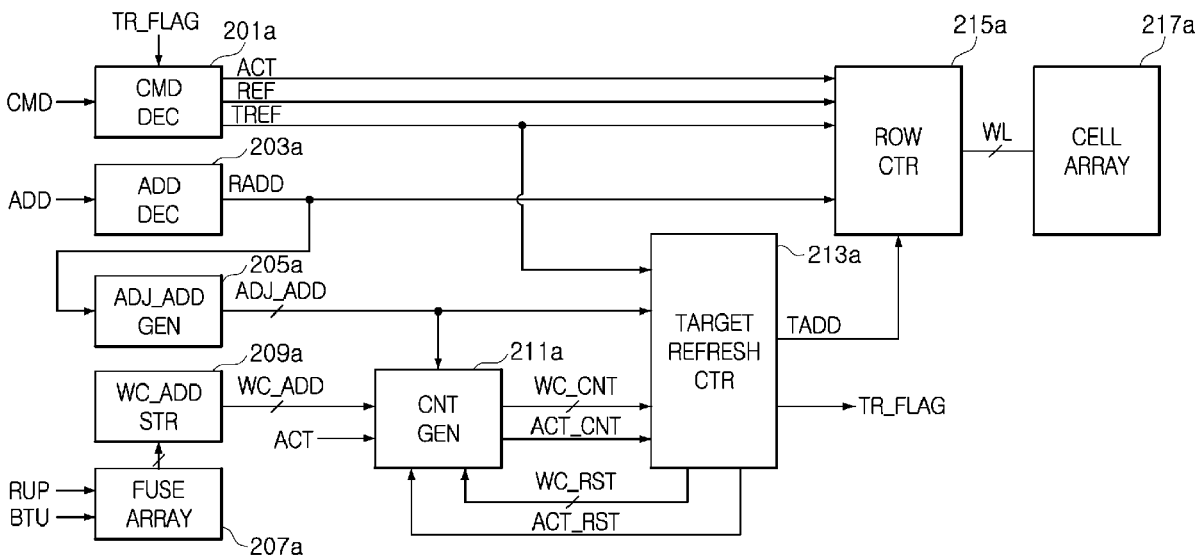 TR_FLAG
201a
215a
217a
CMD
CMD
DEC
ACT
REF
TREF
ROW
CTR
WL
CELL
ARRAY
203a
ADD
ADD
DEC
RADD
205a
213a
ADJ_ADD
GEN
ADJ_ADD
TARGET
REFRESH
CTR
TADD
209a
211a
WC_ADD
STR
WC_ADD
CNT
GEN
WC_CNT
TR_FLAG
ACT
ACT_CNT
RUP
BTU
FUSE
ARRAY
WC_RST
ACT_RST
207a